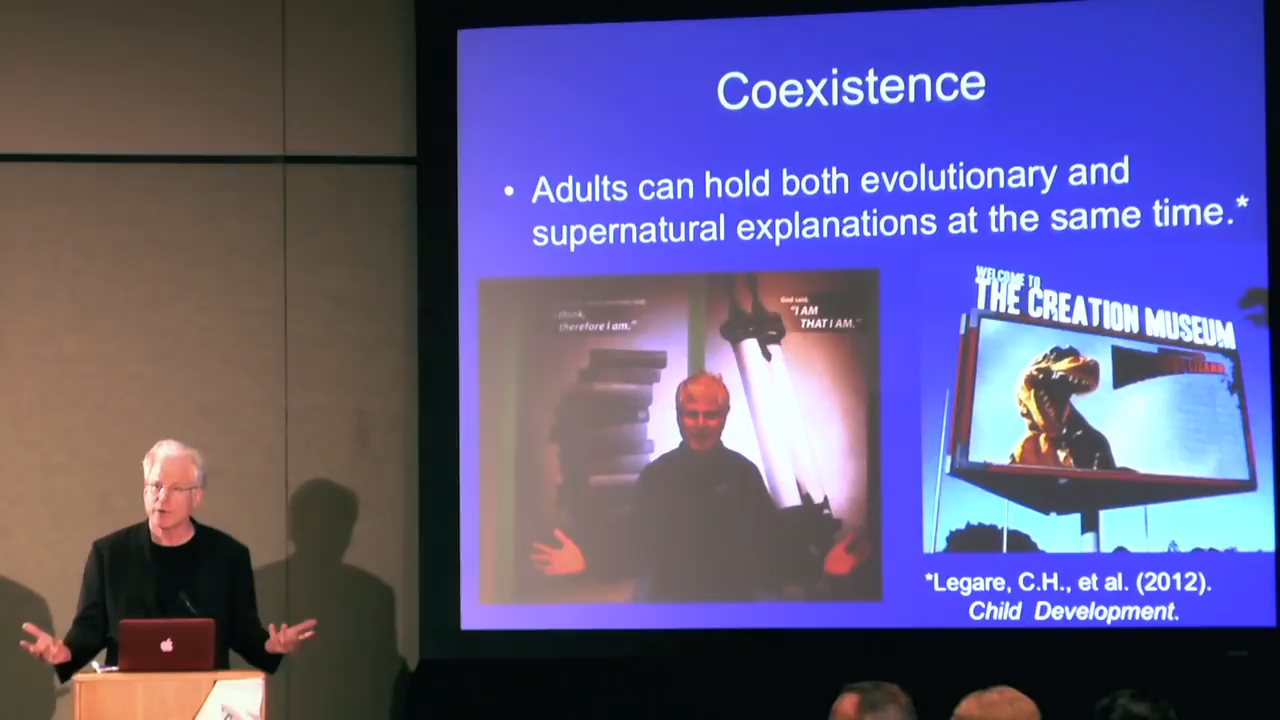 Coexistence
• Adults can hold both evolutionary and
supernatural explanations at the same time.*
think,
therefore I am."
God said,
"I AM
THAT I AM."
WELCOME TO
THE CREATION MUSEUM
*Legare, C.H., et al. (2012).
Child Development.